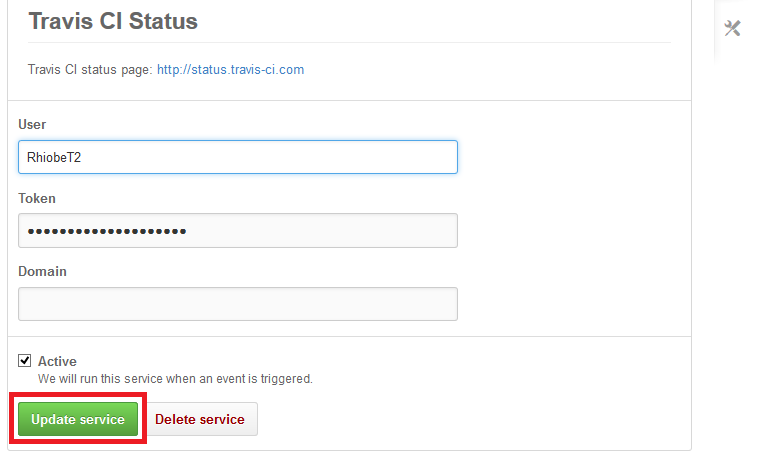 Travis CI Status
Travis CI status page: http://status.travis-ci.com
User
RhiobeT2
Token
••••••••••••••••••••
Domain
Active
We will run this service when an event is triggered.
Update service Delete service